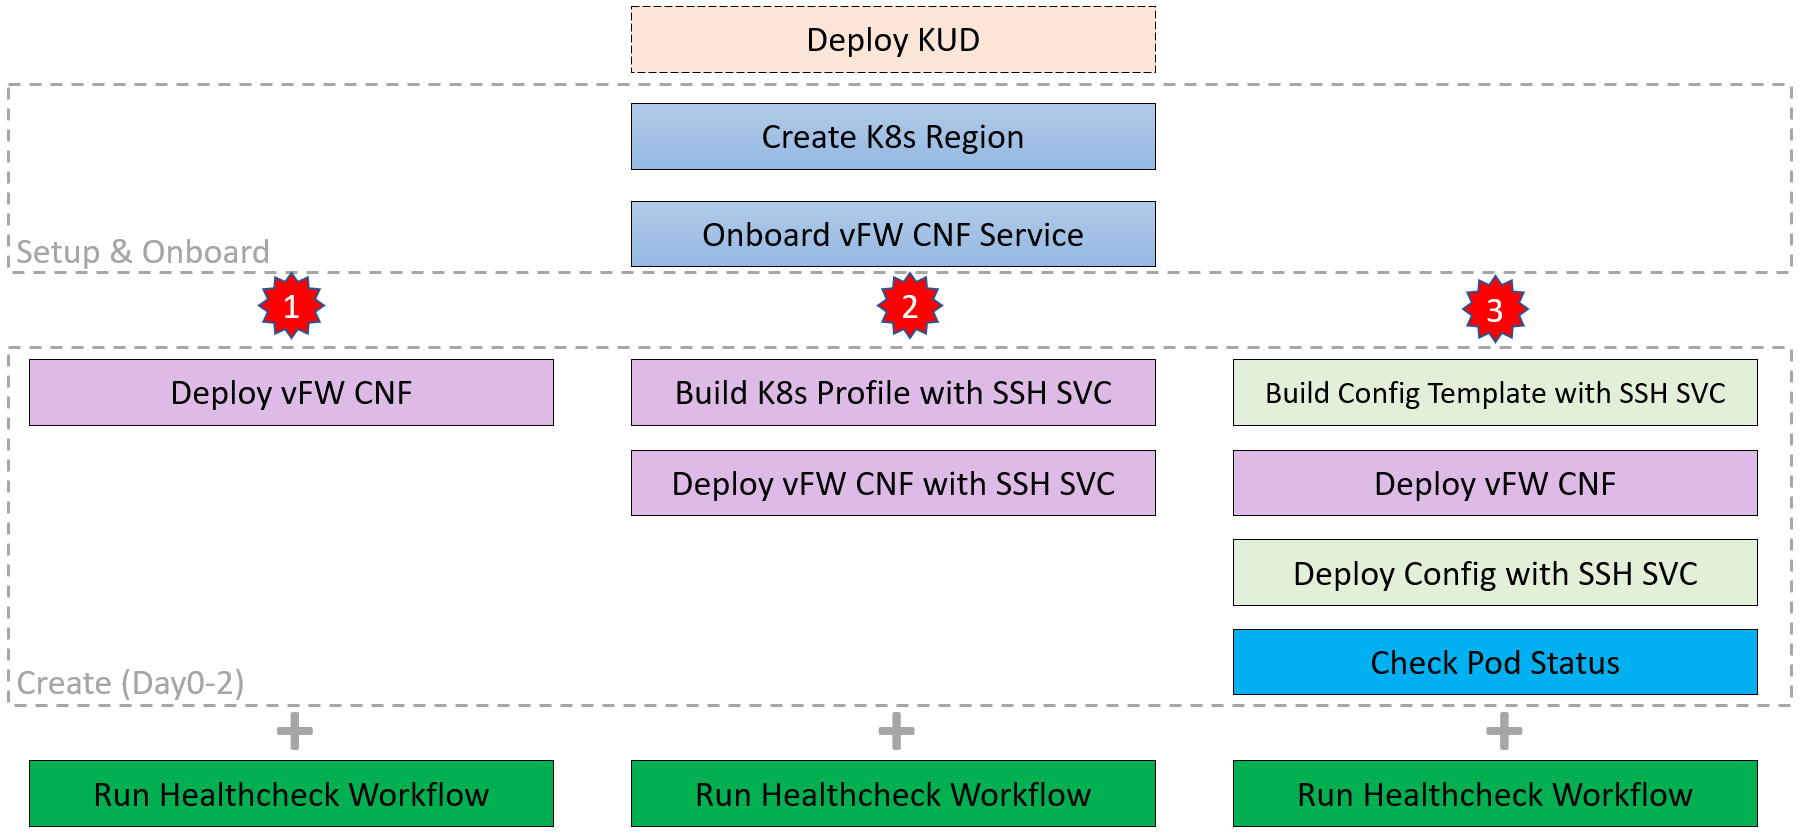 Deploy KUD
Create K8s Region
Onboard vFW CNF Service
Setup & Onboard
1
2
3
Deploy vFW CNF
Build K8s Profile with SSH SVC
Build Config Template with SSH SVC
Deploy vFW CNF with SSH SVC
Deploy vFW CNF
Deploy Config with SSH SVC
Check Pod Status
Create (Day0-2)
+
+
+
Run Healthcheck Workflow
Run Healthcheck Workflow
Run Healthcheck Workflow